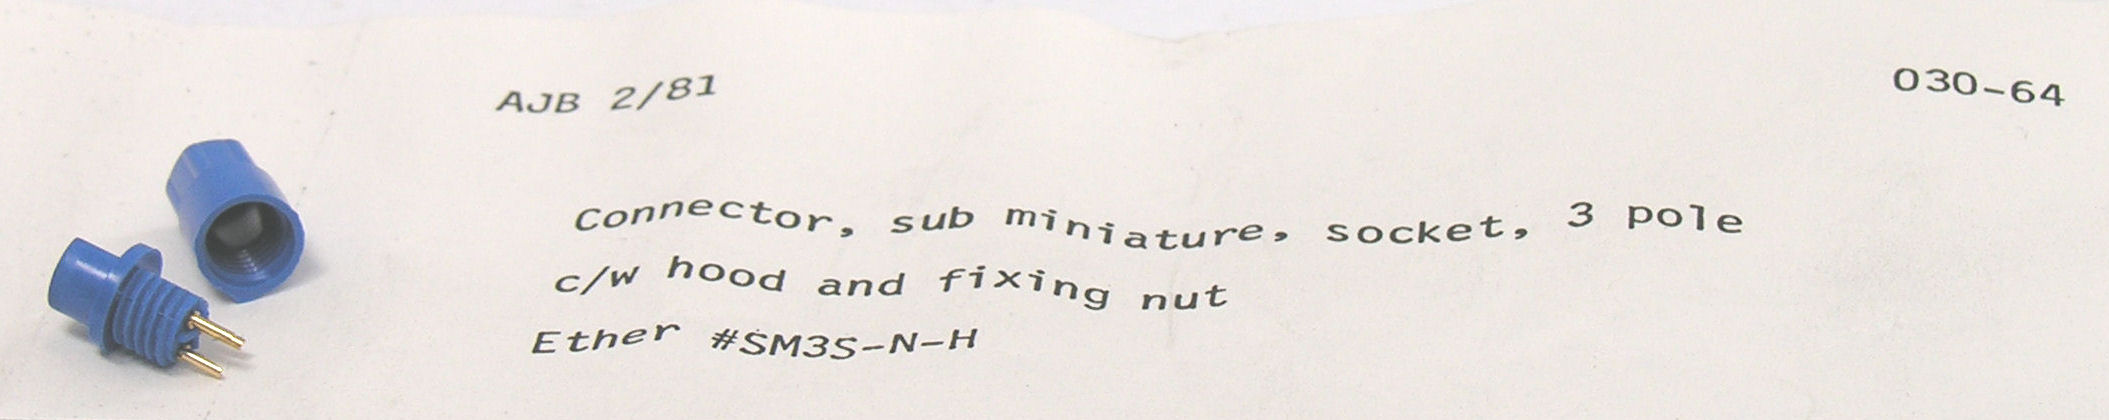 AJB 2/81 030-64
Connector, sub miniature, socket, 3 pole
c/w hood and fixing nut
Ether #SM3S-N-H